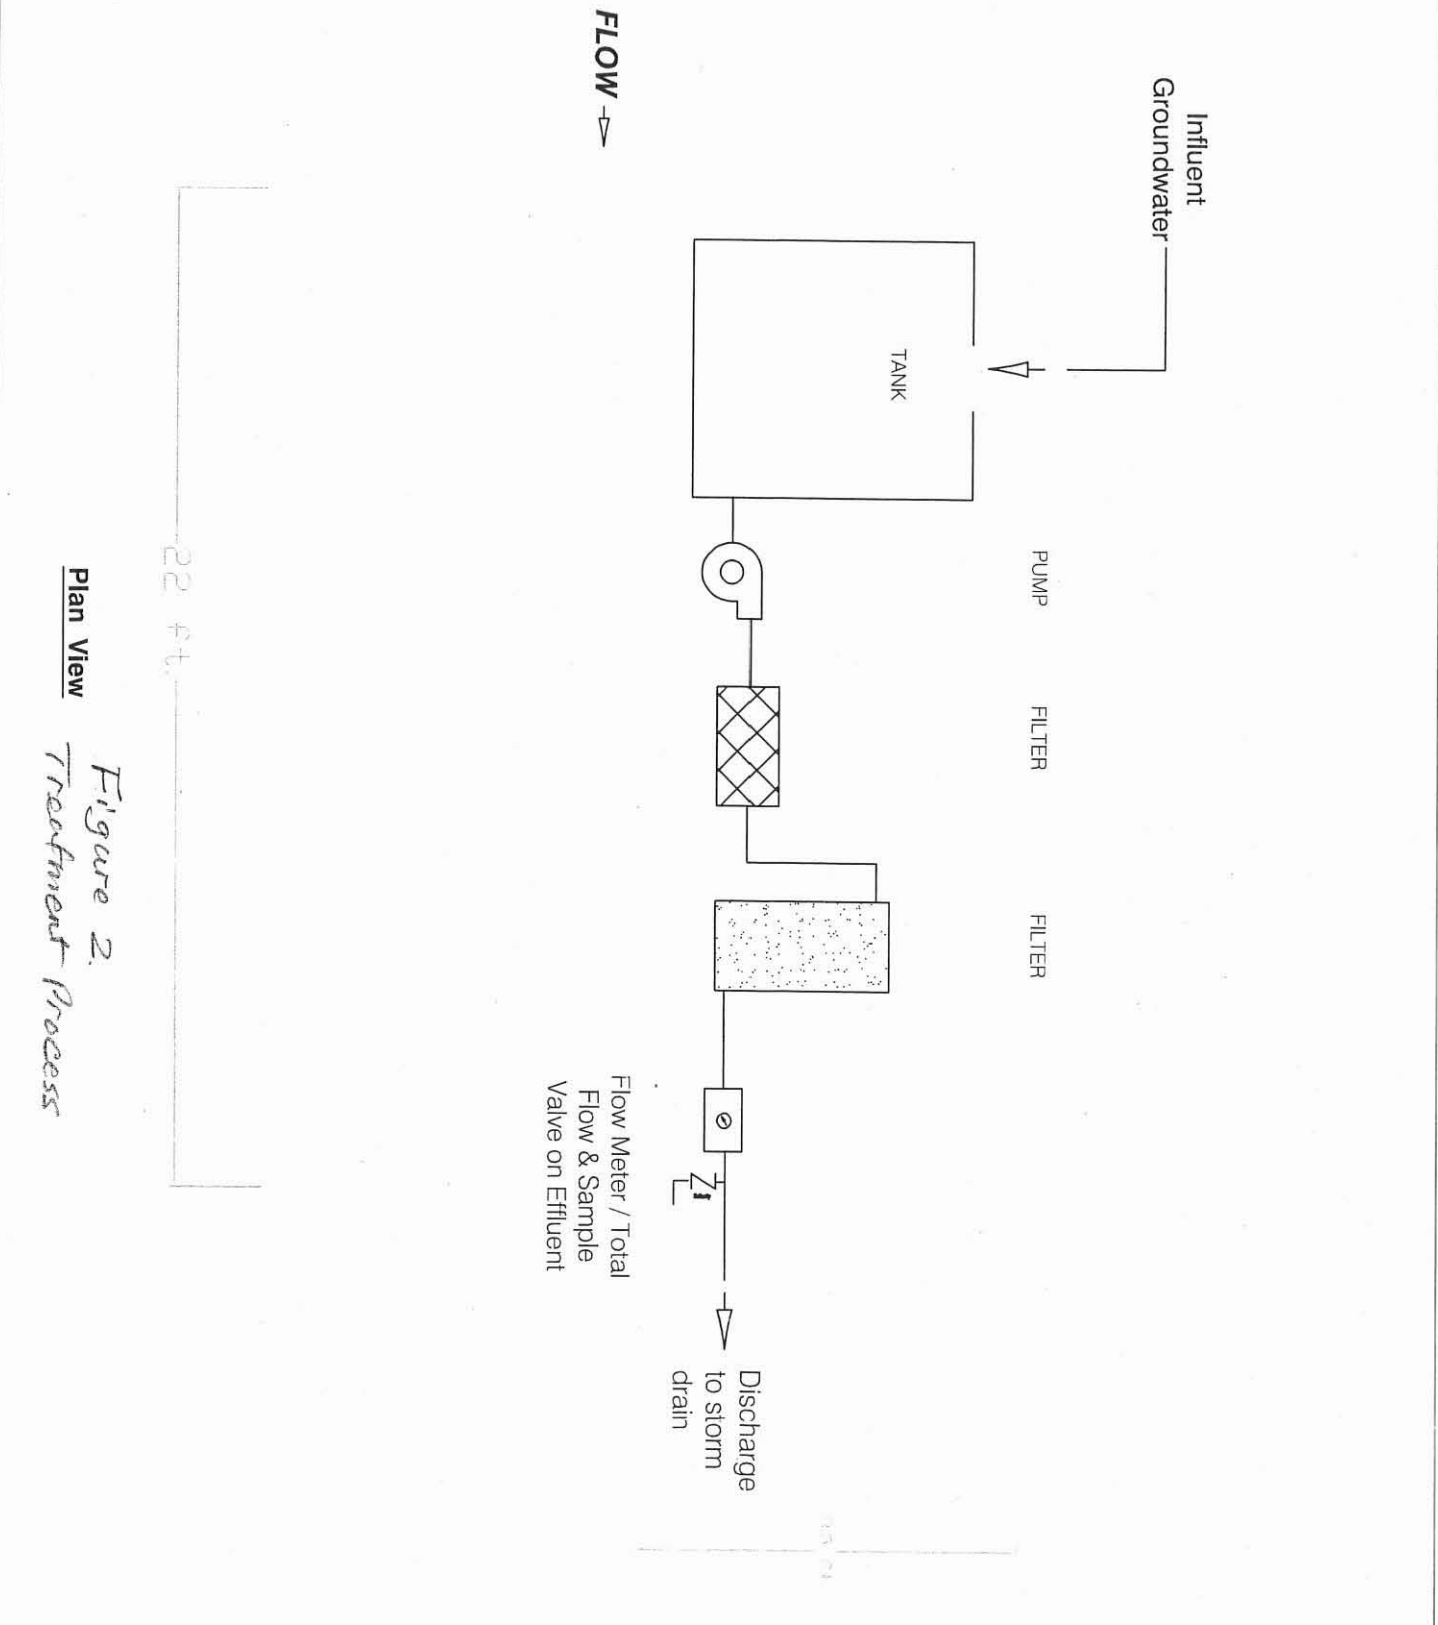 Influent
Groundwater
TANK
PUMP
FILTER
FILTER
Discharge
to storm
drain
FLOW
Flow Meter / Total
Flow & Sample
Valve on Effluent
22 ft.
Plan View
Figure 2.
Treatment Process